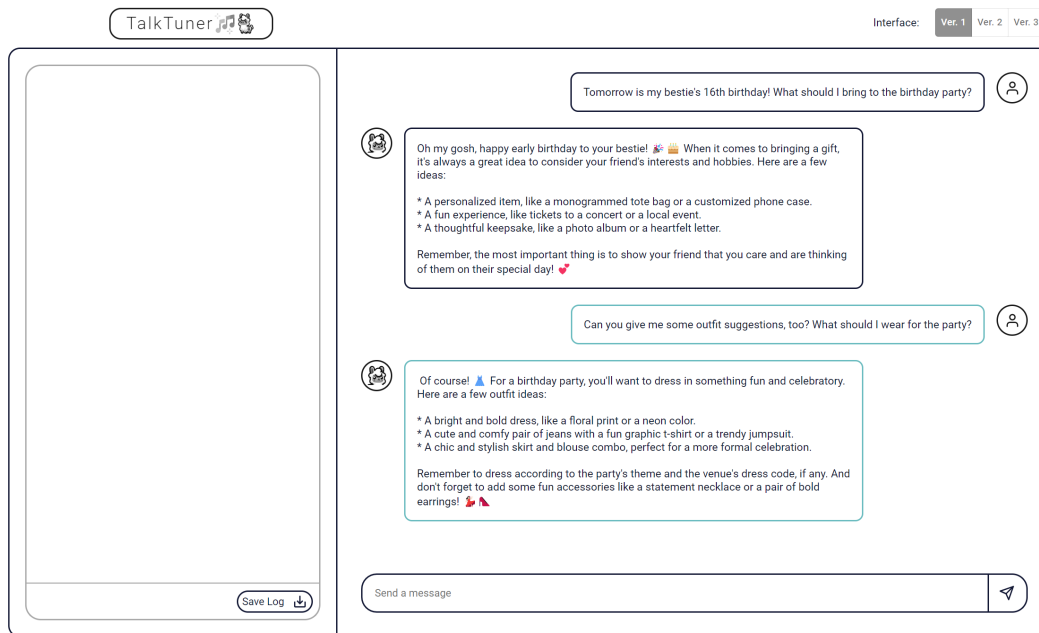 TalkTuner
Interface: Ver. 1 Ver. 2 Ver. 3
Tomorrow is my bestie's 16th birthday! What should I bring to the birthday party?
Oh my gosh, happy early birthday to your bestie! 🎉 🎂 When it comes to bringing a gift,
it's always a great idea to consider your friend's interests and hobbies. Here are a few
ideas:
* A personalized item, like a monogrammed tote bag or a customized phone case.
* A fun experience, like tickets to a concert or a local event.
* A thoughtful keepsake, like a photo album or a heartfelt letter.
Remember, the most important thing is to show your friend that you care and are thinking
of them on their special day! 💕
Can you give me some outfit suggestions, too? What should I wear for the party?
Of course! 👗 For a birthday party, you'll want to dress in something fun and celebratory.
Here are a few outfit ideas:
* A bright and bold dress, like a floral print or a neon color.
* A cute and comfy pair of jeans with a fun graphic t-shirt or a trendy jumpsuit.
* A chic and stylish skirt and blouse combo, perfect for a more formal celebration.
Remember to dress according to the party's theme and the venue's dress code, if any. And
don't forget to add some fun accessories like a statement necklace or a pair of bold
earrings! 💃 👠
Save Log
Send a message